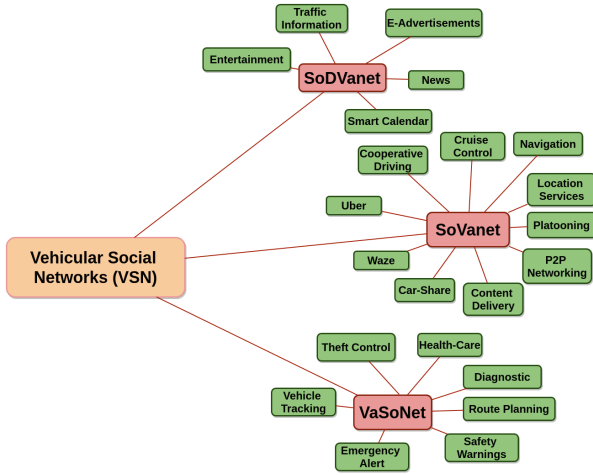 Traffic
Information
E-Advertisements
Entertainment
SoDVanet
News
Smart Calendar
Cruise
Control
Navigation
Cooperative
Driving
Location
Services
Uber
SoVanet
Platooning
Waze
P2P
Networking
Car-Share
Content
Delivery
Vehicular Social
Networks (VSN)
Theft Control
Health-Care
Diagnostic
Vehicle
Tracking
VaSoNet
Route Planning
Safety
Warnings
Emergency
Alert